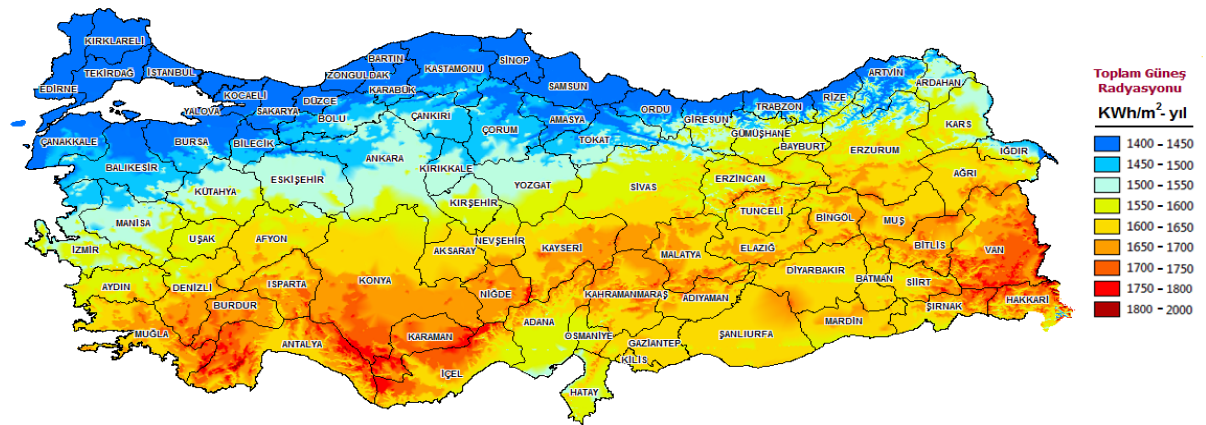 KIRKLARELİ
TEKİRDAĞ
İSTANBUL
EDİRNE
KOCAELİ
YALOVA
SAKARYA
DÜZCE
ZONGULDAK
BARTIN
KARABÜK
KASTAMONU
SİNOP
SAMSUN
ORDU
GİRESUN
TRABZON
RİZE
ARTVİN
ARDAHAN
ÇANAKKALE
BALIKESİR
BURSA
BİLECİK
BOLU
ÇANKIRI
ÇORUM
AMASYA
TOKAT
GÜMÜŞHANE
BAYBURT
ERZURUM
KARS
IĞDIR
KÜTAHYA
ESKİŞEHİR
ANKARA
KIRIKKALE
YOZGAT
SİVAS
ERZİNCAN
AĞRI
MANİSA
İZMİR
UŞAK
AFYON
KIRŞEHİR
NEVŞEHİR
AKSARAY
KAYSERİ
MALATYA
TUNCELİ
ELAZIĞ
BİNGÖL
MUŞ
BİTLİS
VAN
AYDIN
DENİZLİ
ISPARTA
BURDUR
KONYA
NİĞDE
KAHRAMANMARAŞ
ADIYAMAN
DİYARBAKIR
BATMAN
SİİRT
ŞIRNAK
HAKKARİ
MUĞLA
ANTALYA
KARAMAN
İÇEL
ADANA
OSMANİYE
GAZİANTEP
KİLİS
ŞANLIURFA
MARDİN
HATAY
Toplam Güneş
Radyasyonu
KWh/m²- yıl
1400 - 1450
1450 - 1500
1500 - 1550
1550 - 1600
1600 - 1650
1650 - 1700
1700 - 1750
1750 - 1800
1800 - 2000